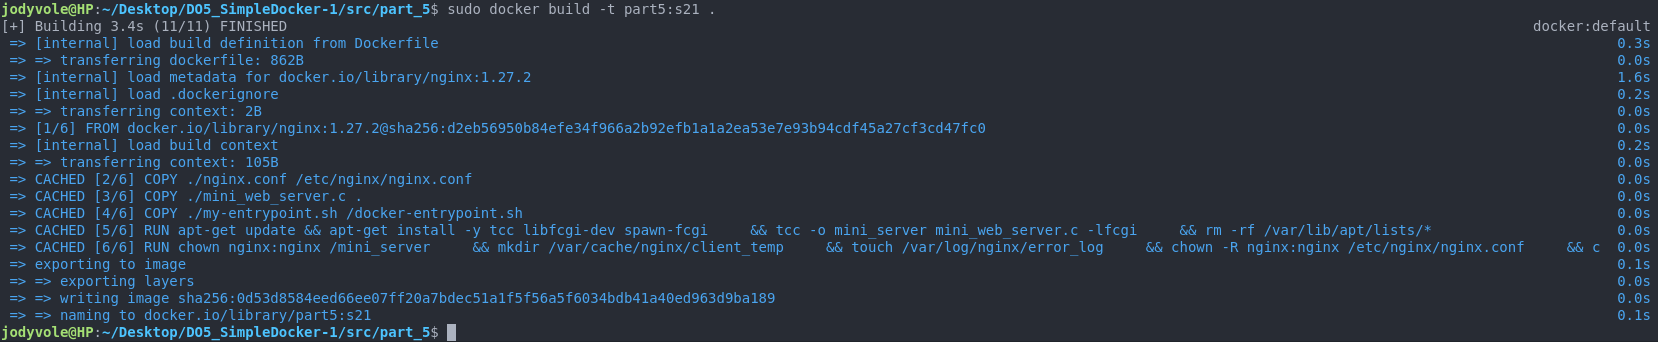 jodyvole@HP:~/Desktop/DO5_SimpleDocker-1/src/part_5$ sudo docker build -t part5:s21 .
[+] Building 3.4s (11/11) FINISHED docker:default
=> [internal] load build definition from Dockerfile 0.3s
=> => transferring dockerfile: 862B 0.0s
=> [internal] load metadata for docker.io/library/nginx:1.27.2 1.6s
=> [internal] load .dockerignore 0.2s
=> => transferring context: 2B 0.0s
=> [1/6] FROM docker.io/library/nginx:1.27.2@sha256:d2eb56950b84efe34f966a2b92efb1a1a2ea53e7e93b94cdf45a27cf3cd47fc0 0.0s
=> [internal] load build context 0.2s
=> => transferring context: 105B 0.0s
=> CACHED [2/6] COPY ./nginx.conf /etc/nginx/nginx.conf 0.0s
=> CACHED [3/6] COPY ./mini_web_server.c . 0.0s
=> CACHED [4/6] COPY ./my-entrypoint.sh /docker-entrypoint.sh 0.0s
=> CACHED [5/6] RUN apt-get update && apt-get install -y tcc libfcgi-dev spawn-fcgi     && tcc -o mini_server mini_web_server.c -lfcgi     && rm -rf /var/lib/apt/lists/* 0.0s
=> CACHED [6/6] RUN chown nginx:nginx /mini_server     && mkdir /var/cache/nginx/client_temp     && touch /var/log/nginx/error_log     && chown -R nginx:nginx /etc/nginx/nginx.conf     && c 0.0s
=> exporting to image 0.1s
=> => exporting layers 0.0s
=> => writing image sha256:0d53d8584eed66ee07ff20a7bdec51a1f5f56a5f6034bdb41a40ed963d9ba189 0.0s
=> => naming to docker.io/library/part5:s21 0.1s
jodyvole@HP:~/Desktop/DO5_SimpleDocker-1/src/part_5$